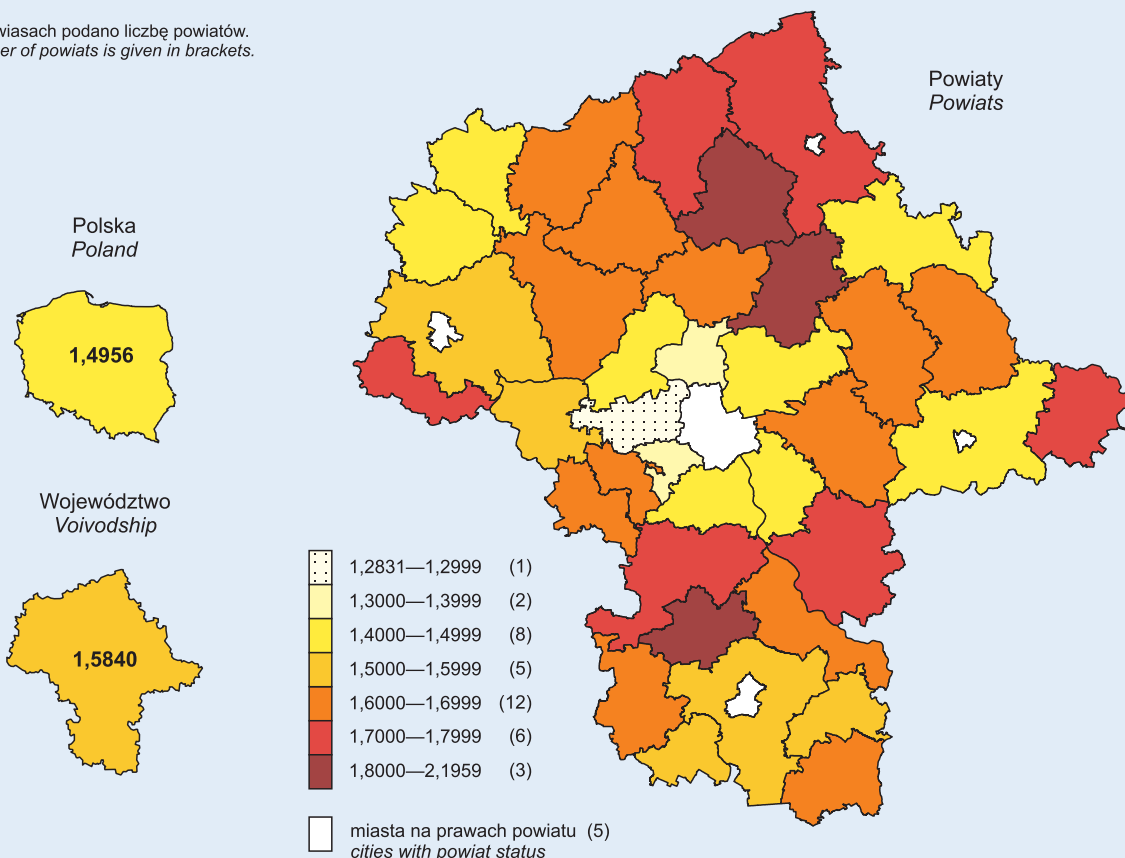 wiasach podano liczbę powiatów.
er of powiats is given in brackets.
Powiaty
Powiats
Polska
Poland
1,4956
Województwo
Voivodship
1,5840
1,2831—1,2999 (1)
1,3000—1,3999 (2)
1,4000—1,4999 (8)
1,5000—1,5999 (5)
1,6000—1,6999 (12)
1,7000—1,7999 (6)
1,8000—2,1959 (3)
miasta na prawach powiatu (5)
cities with powiat status